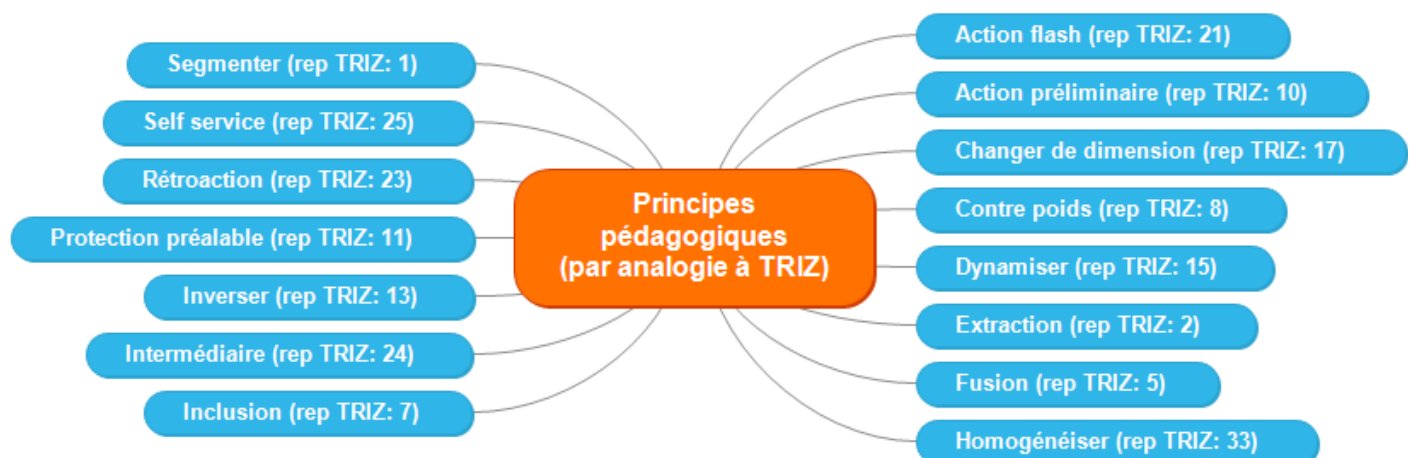 Principes
pédagogiques
(par analogie à TRIZ)
Segmenter (rep TRIZ: 1)
Self service (rep TRIZ: 25)
Rétroaction (rep TRIZ: 23)
Protection préalable (rep TRIZ: 11)
Inverser (rep TRIZ: 13)
Intermédiaire (rep TRIZ: 24)
Inclusion (rep TRIZ: 7)
Action flash (rep TRIZ: 21)
Action préliminaire (rep TRIZ: 10)
Changer de dimension (rep TRIZ: 17)
Contre poids (rep TRIZ: 8)
Dynamiser (rep TRIZ: 15)
Extraction (rep TRIZ: 2)
Fusion (rep TRIZ: 5)
Homogénéiser (rep TRIZ: 33)